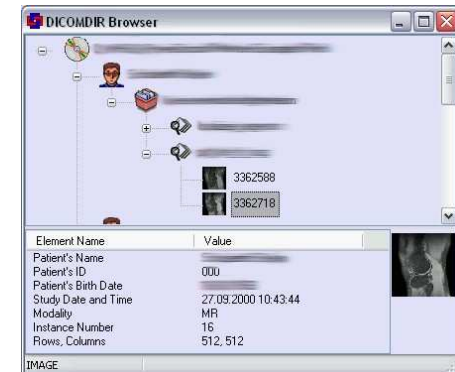 DICOMDIR Browser
3362588
3362718
Element Name Value
Patient's Name
Patient's ID 000
Patient's Birth Date
Study Date and Time 27.09.2000 10:43:44
Modality MR
Instance Number 16
Rows, Columns 512, 512
IMAGE